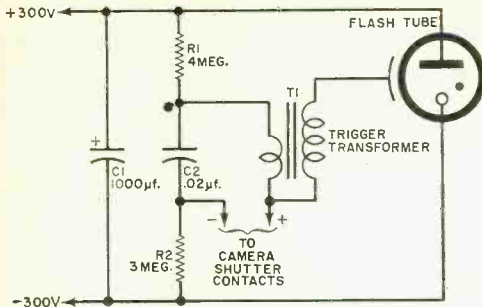 +300V
FLASH TUBE
R1
4MEG.
T1
TRIGGER
TRANSFORMER
+
C1
1000µf.
C2
.02µf.
- +
R2
3MEG.
TO
CAMERA
SHUTTER
CONTACTS
-300V